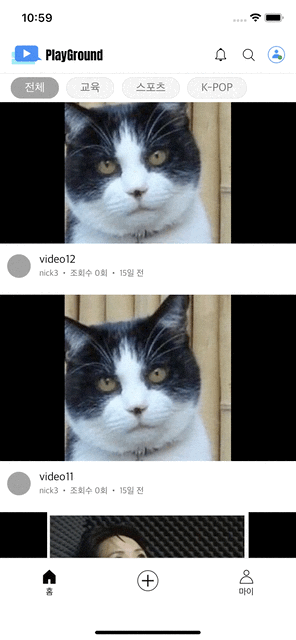 10:59
PlayGround
전체 교육 스포츠 K-POP
video12
nick3 • 조회수 0회 • 15일 전
video11
nick3 • 조회수 0회 • 15일 전
홈 마이